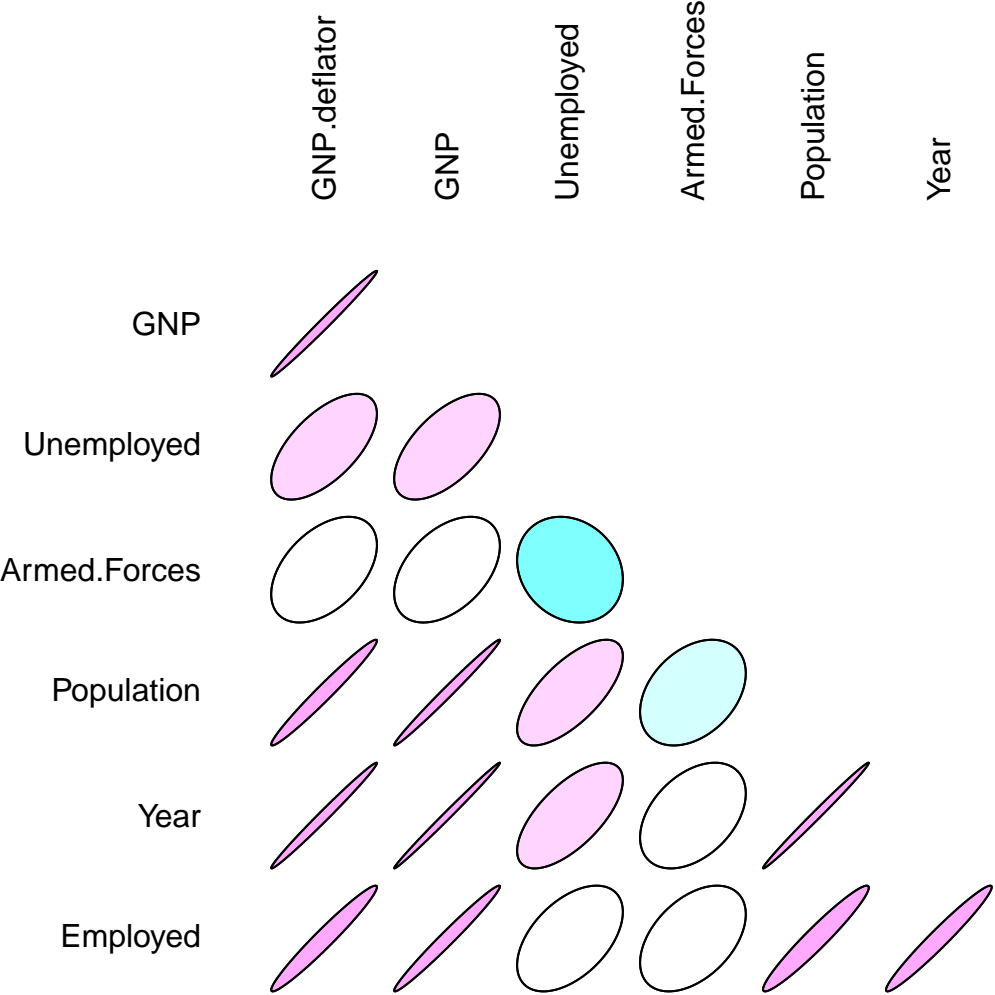 GNP.deflator
GNP
Unemployed
Armed.Forces
Population
Year
GNP
Unemployed
Armed.Forces
Population
Year
Employed